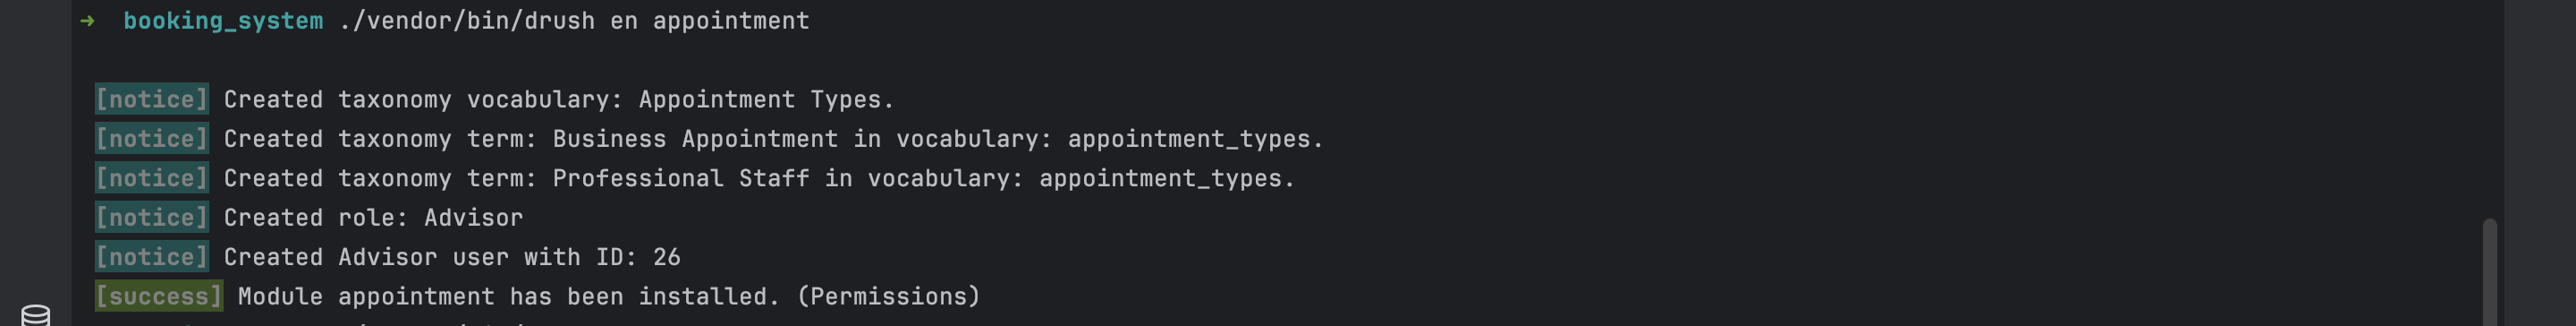 → booking_system ./vendor/bin/drush en appointment
[notice] Created taxonomy vocabulary: Appointment Types.
[notice] Created taxonomy term: Business Appointment in vocabulary: appointment_types.
[notice] Created taxonomy term: Professional Staff in vocabulary: appointment_types.
[notice] Created role: Advisor
[notice] Created Advisor user with ID: 26
[success] Module appointment has been installed. (Permissions)